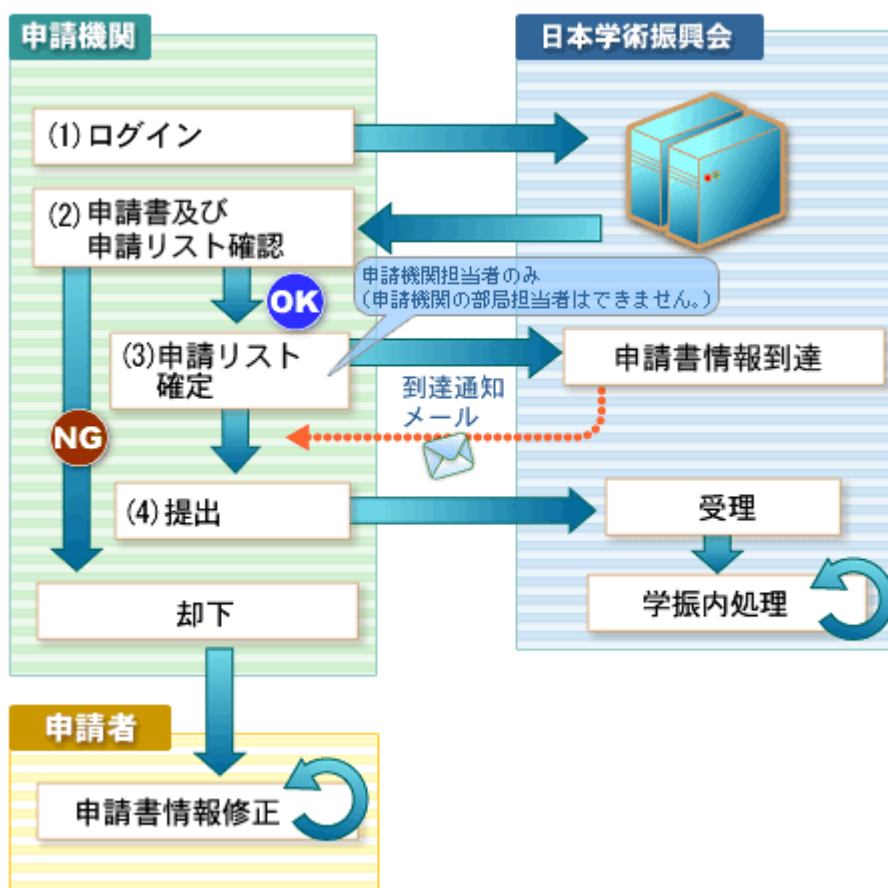 申請機関
日本学術振興会
(1)ログイン
(2)申請書及び
申請リスト確認
OK
申請機関担当者のみ
(申請機関の部局担当者はできません。)
(3)申請リスト
確定
申請書情報到達
到達通知
メール
NG
(4)提出
受理
学振内処理
却下
申請者
申請書情報修正